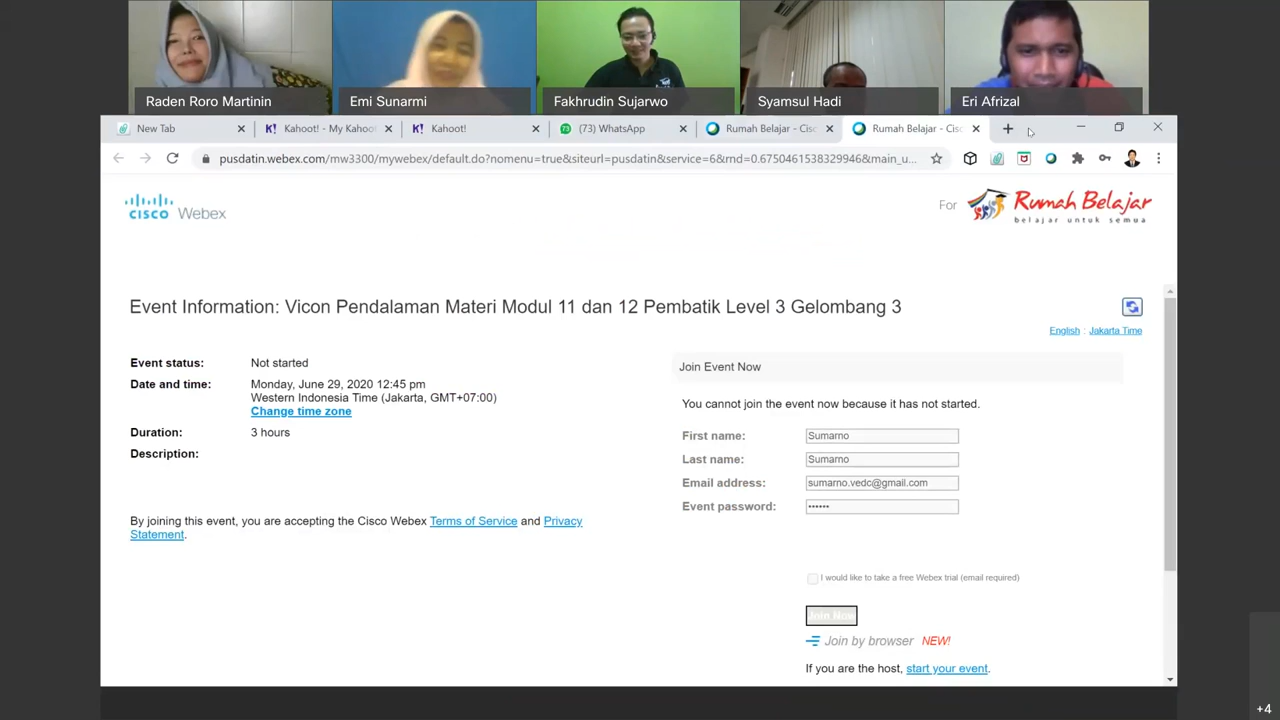 Raden Roro Martinin
Emi Sunarmi
Fakhrudin Sujarwo
Syamsul Hadi
Eri Afrizal
New Tab
Kahoot! - My Kahoo
Kahoot!
(73) WhatsApp
Rumah Belajar - Cis
Rumah Belajar - Cisc
pusdatin.webex.com/mw3300/mywebex/default.do?nomenu=true&siteurl=pusdatin&service=6&rnd=0.6750461538329946&main_u...
CISCO Webex
For
Rumah Belajar
belajar untuk semua
Event Information: Vicon Pendalaman Materi Modul 11 dan 12 Pembatik Level 3 Gelombang 3
English : Jakarta Time
Event status: Not started
Date and time: Monday, June 29, 2020 12:45 pm
Western Indonesia Time (Jakarta, GMT+07:00)
Change time zone
Duration: 3 hours
Description:
By joining this event, you are accepting the Cisco Webex Terms of Service and Privacy
Statement.
Join Event Now
You cannot join the event now because it has not started.
First name: Sumarno
Last name: Sumarno
Email address: sumarno.vedc@gmail.com
Event password: ••••••
I would like to take a free Webex trial (email required)
Join Now
Join by browser NEW!
If you are the host, start your event.
+4